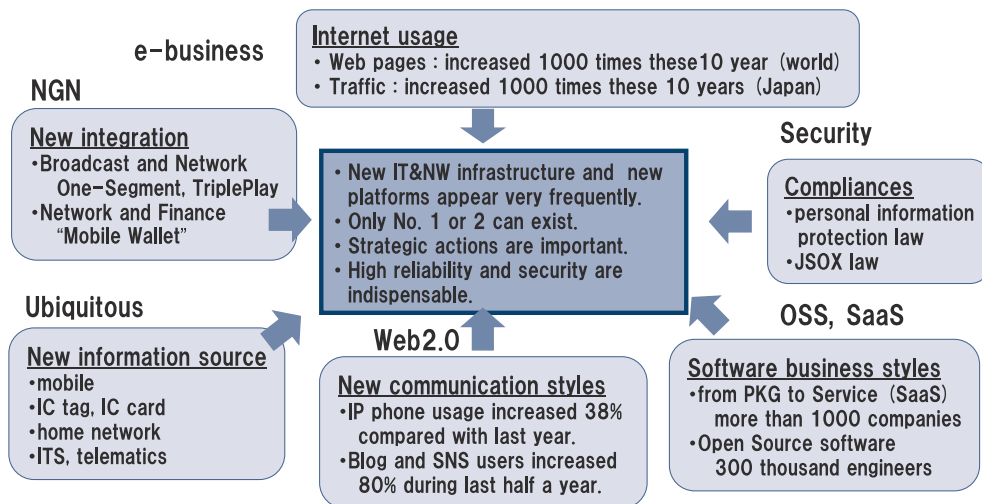 e-business
Internet usage
• Web pages : increased 1000 times these10 year (world)
• Traffic : increased 1000 times these 10 years (Japan)
NGN
New integration
•Broadcast and Network
One-Segment, TriplePlay
•Network and Finance
“Mobile Wallet”
• New IT&NW infrastructure and new
platforms appear very frequently.
• Only No. 1 or 2 can exist.
• Strategic actions are important.
• High reliability and security are
indispensable.
Security
Compliances
•personal information
protection law
•JSOX law
Ubiquitous
New information source
•mobile
•IC tag, IC card
•home network
•ITS, telematics
Web2.0
New communication styles
•IP phone usage increased 38%
compared with last year.
•Blog and SNS users increased
80% during last half a year.
OSS, SaaS
Software business styles
•from PKG to Service (SaaS)
more than 1000 companies
•Open Source software
300 thousand engineers